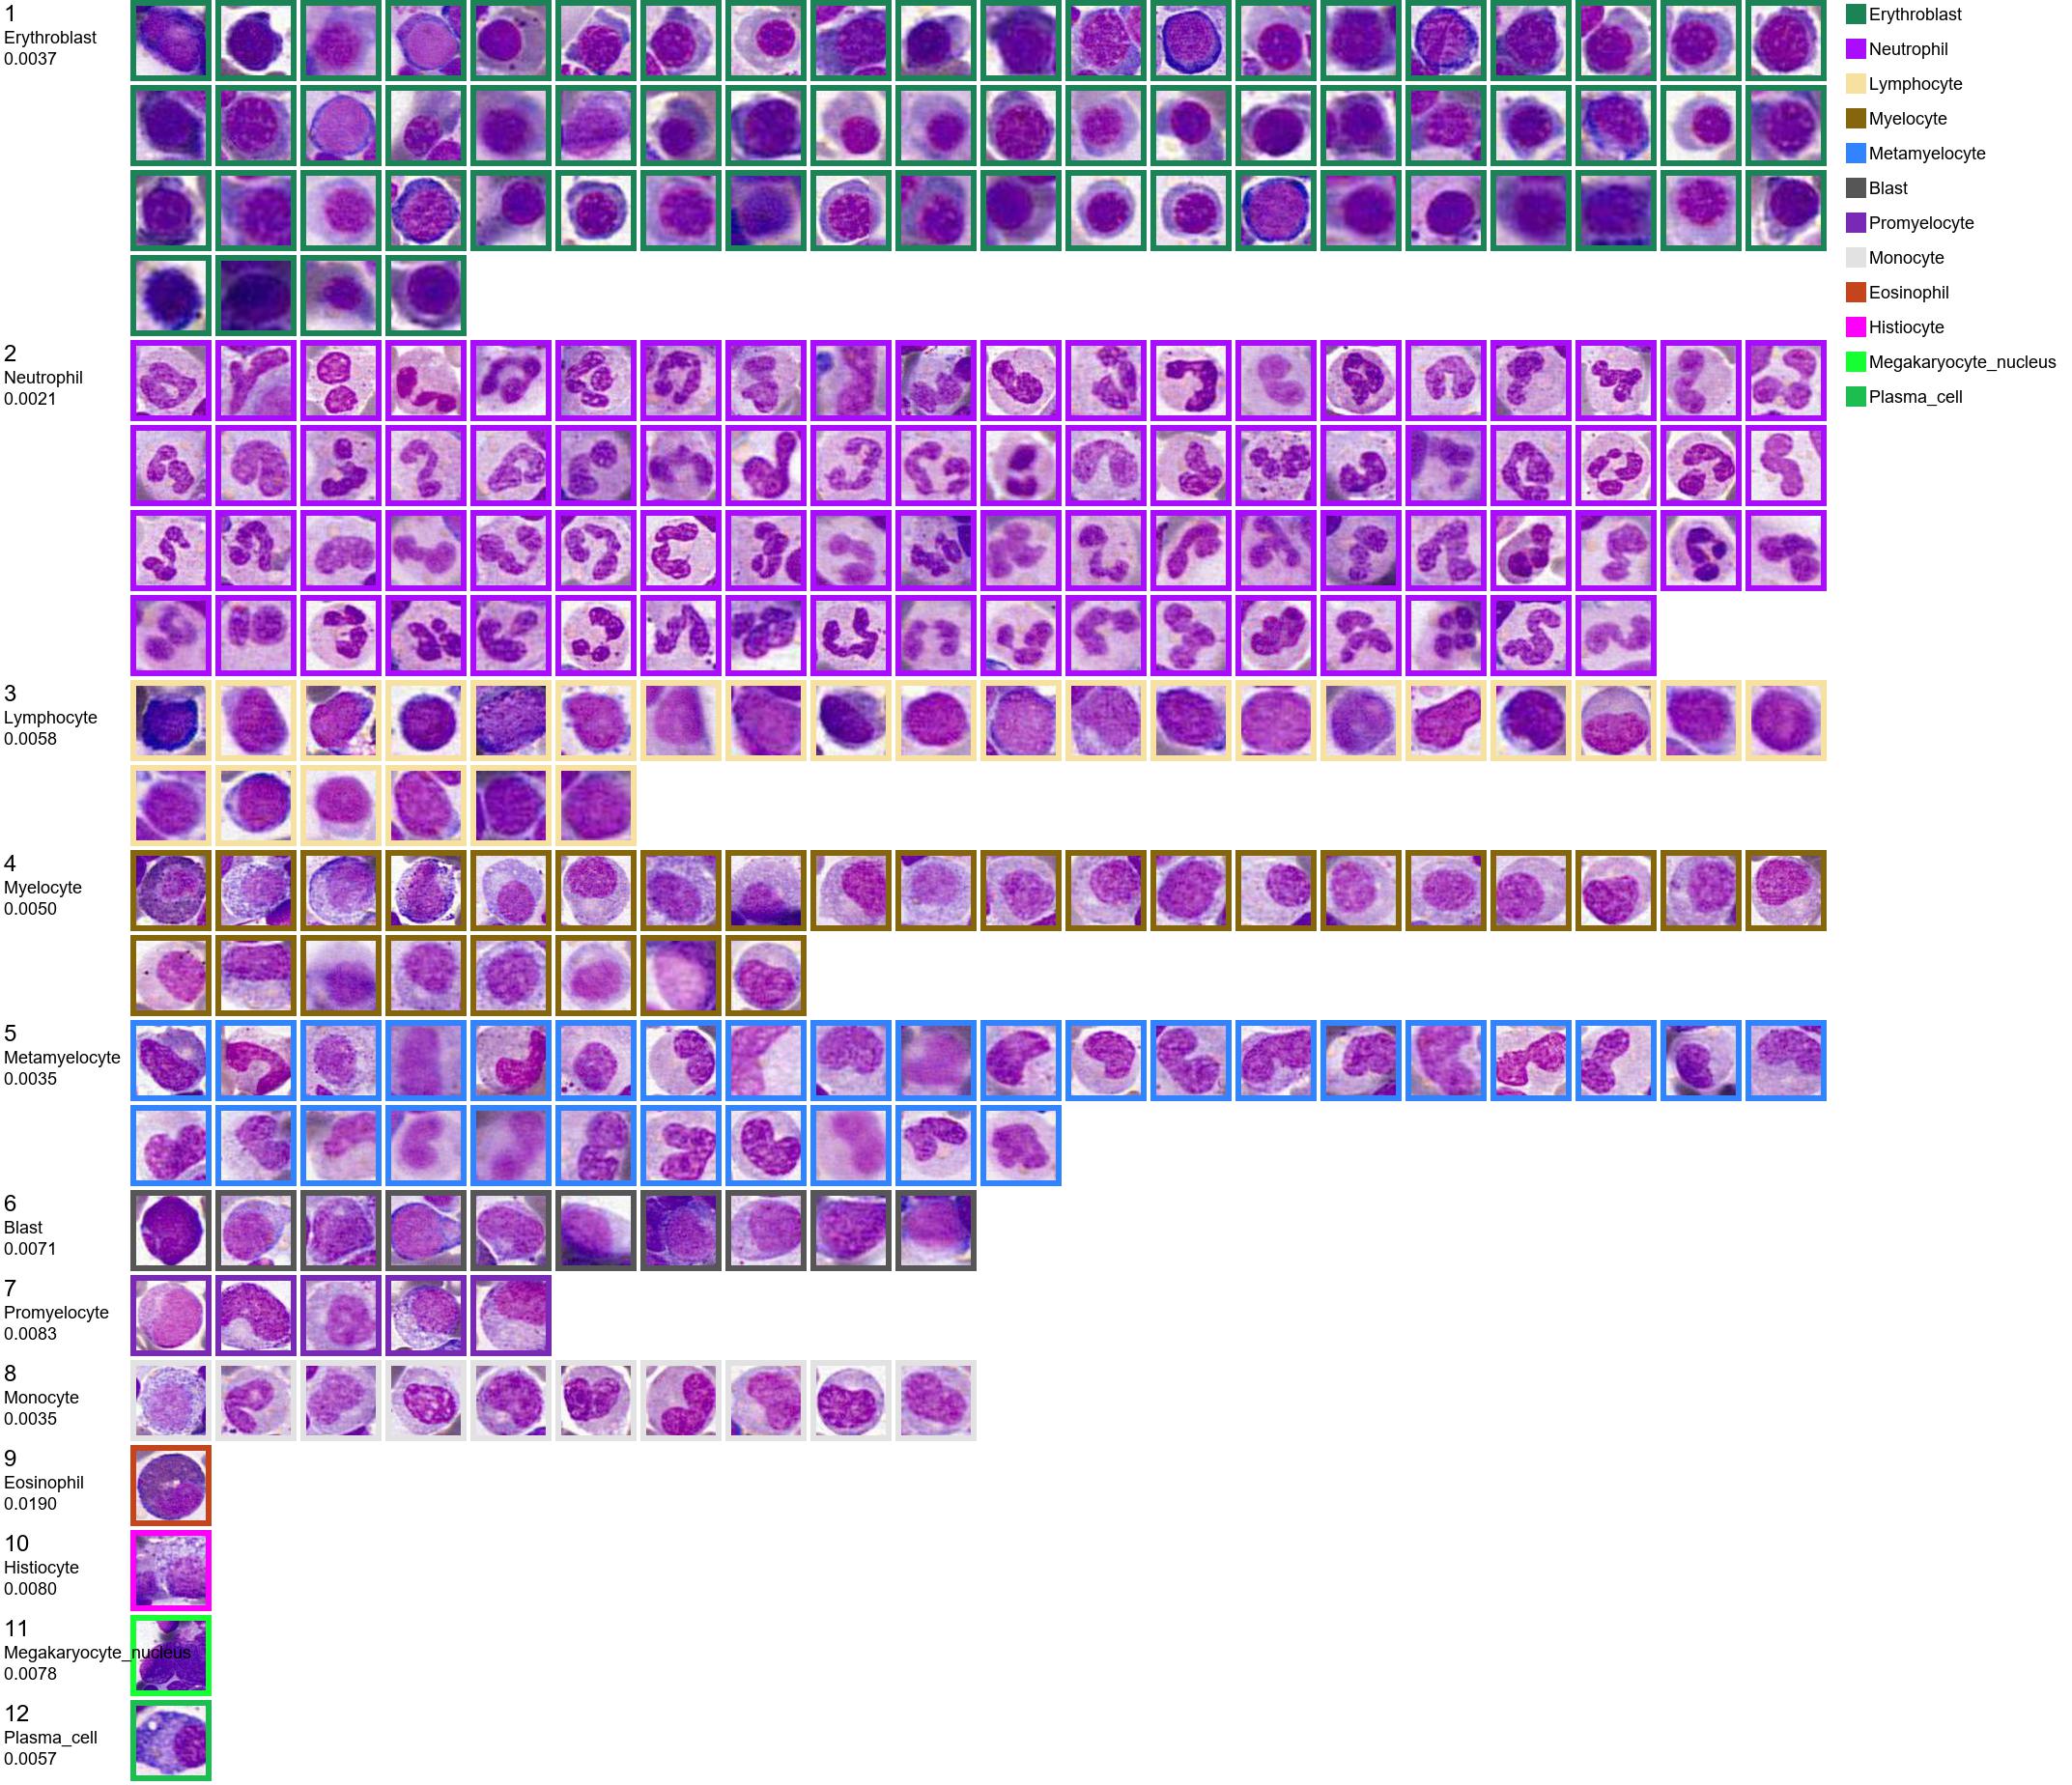 1
Erythroblast
0.0037
2
Neutrophil
0.0021
3
Lymphocyte
0.0058
4
Myelocyte
0.0050
5
Metamyelocyte
0.0035
6
Blast
0.0071
7
Promyelocyte
0.0083
8
Monocyte
0.0035
9
Eosinophil
0.0190
10
Histiocyte
0.0080
11
Megakaryocyte_nucleus
0.0078
12
Plasma_cell
0.0057
Erythroblast
Neutrophil
Lymphocyte
Myelocyte
Metamyelocyte
Blast
Promyelocyte
Monocyte
Eosinophil
Histiocyte
Megakaryocyte_nucleus
Plasma_cell